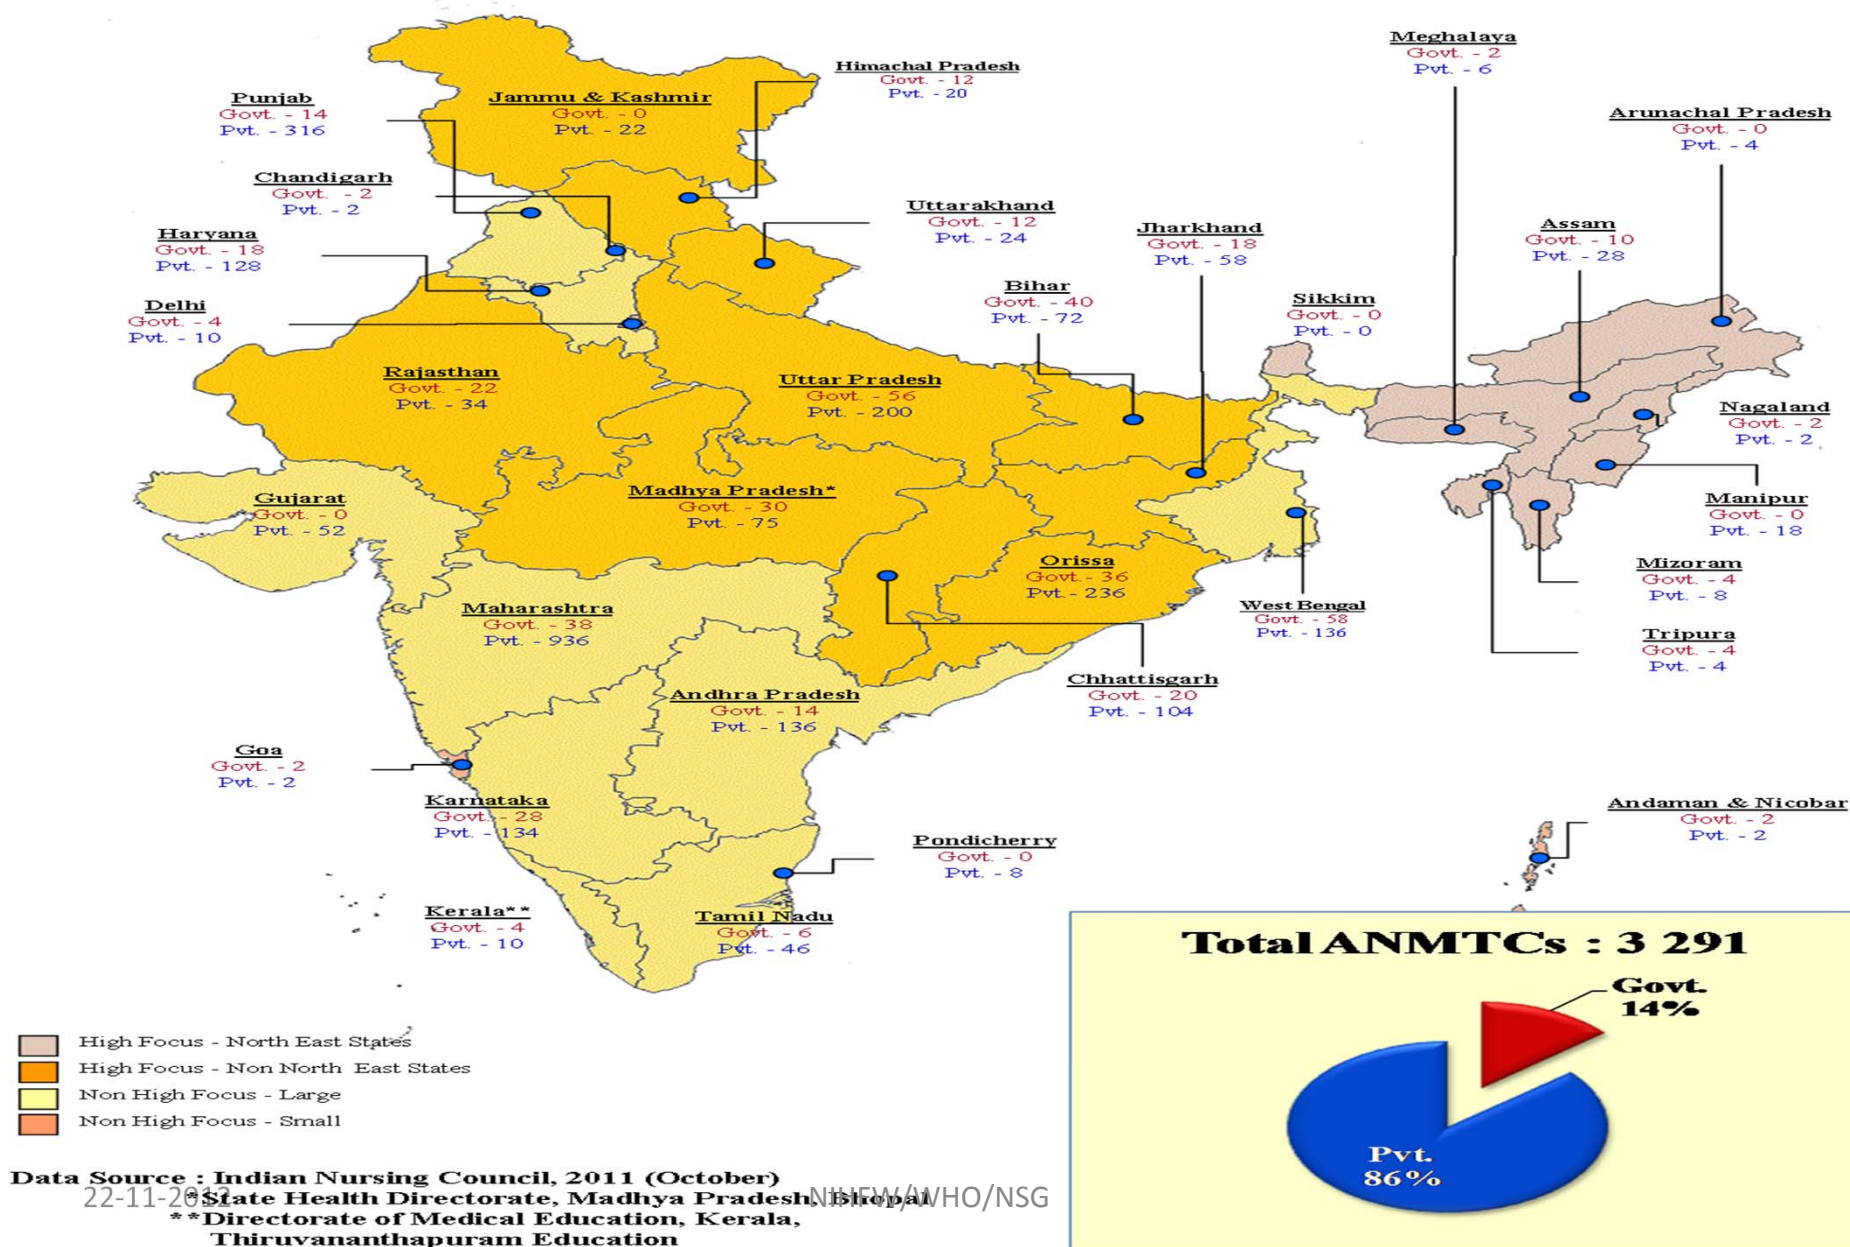 Meghalaya
Govt. - 2
Pvt. - 6
Himachal Pradesh
Govt. - 12
Pvt. - 20
Punjab
Govt. - 14
Pvt. - 316
Jammu & Kashmir
Govt. - 0
Pvt. - 22
Arunachal Pradesh
Govt. - 0
Pvt. - 4
Chandigarh
Govt. - 2
Pvt. - 2
Uttarakhand
Govt. - 12
Pvt. - 24
Jharkhand
Govt. - 18
Pvt. - 58
Assam
Govt. - 10
Pvt. - 28
Haryana
Govt. - 18
Pvt. - 128
Bihar
Govt. - 40
Pvt. - 72
Sikkim
Govt. - 0
Pvt. - 0
Delhi
Govt. - 4
Pvt. - 10
Rajasthan
Govt. - 22
Pvt. - 34
Uttar Pradesh
Govt. - 56
Pvt. - 200
Nagaland
Govt. - 2
Pvt. - 2
Gujarat
Govt. - 0
Pvt. - 52
Madhya Pradesh*
Govt. - 30
Pvt. - 75
Manipur
Govt. - 0
Pvt. - 18
Orissa
Govt. - 36
Pvt. - 236
Mizoram
Govt. - 4
Pvt. - 8
Maharashtra
Govt. - 38
Pvt. - 936
West Bengal
Govt. - 58
Pvt. - 136
Tripura
Govt. - 4
Pvt. - 4
Chhattisgarh
Govt. - 20
Pvt. - 104
Andhra Pradesh
Govt. - 14
Pvt. - 136
Goa
Govt. - 2
Pvt. - 2
Karnataka
Govt. - 28
Pvt. - 134
Andaman & Nicobar
Govt. - 2
Pvt. - 2
Pondicherry
Govt. - 0
Pvt. - 8
Kerala**
Govt. - 4
Pvt. - 10
Tamil Nadu
Govt. - 6
Pvt. - 46
Total ANMTCs : 3 291
Govt.
14%
Pvt.
86%
High Focus - North East States
High Focus - Non North East States
Non High Focus - Large
Non High Focus - Small
Data Source : Indian Nursing Council, 2011 (October)
*State Health Directorate, Madhya Pradesh, Bhopal
**Directorate of Medical Education, Kerala,
Thiruvananthapuram Education
22-11-2012
NIHFW/WHO/NSG